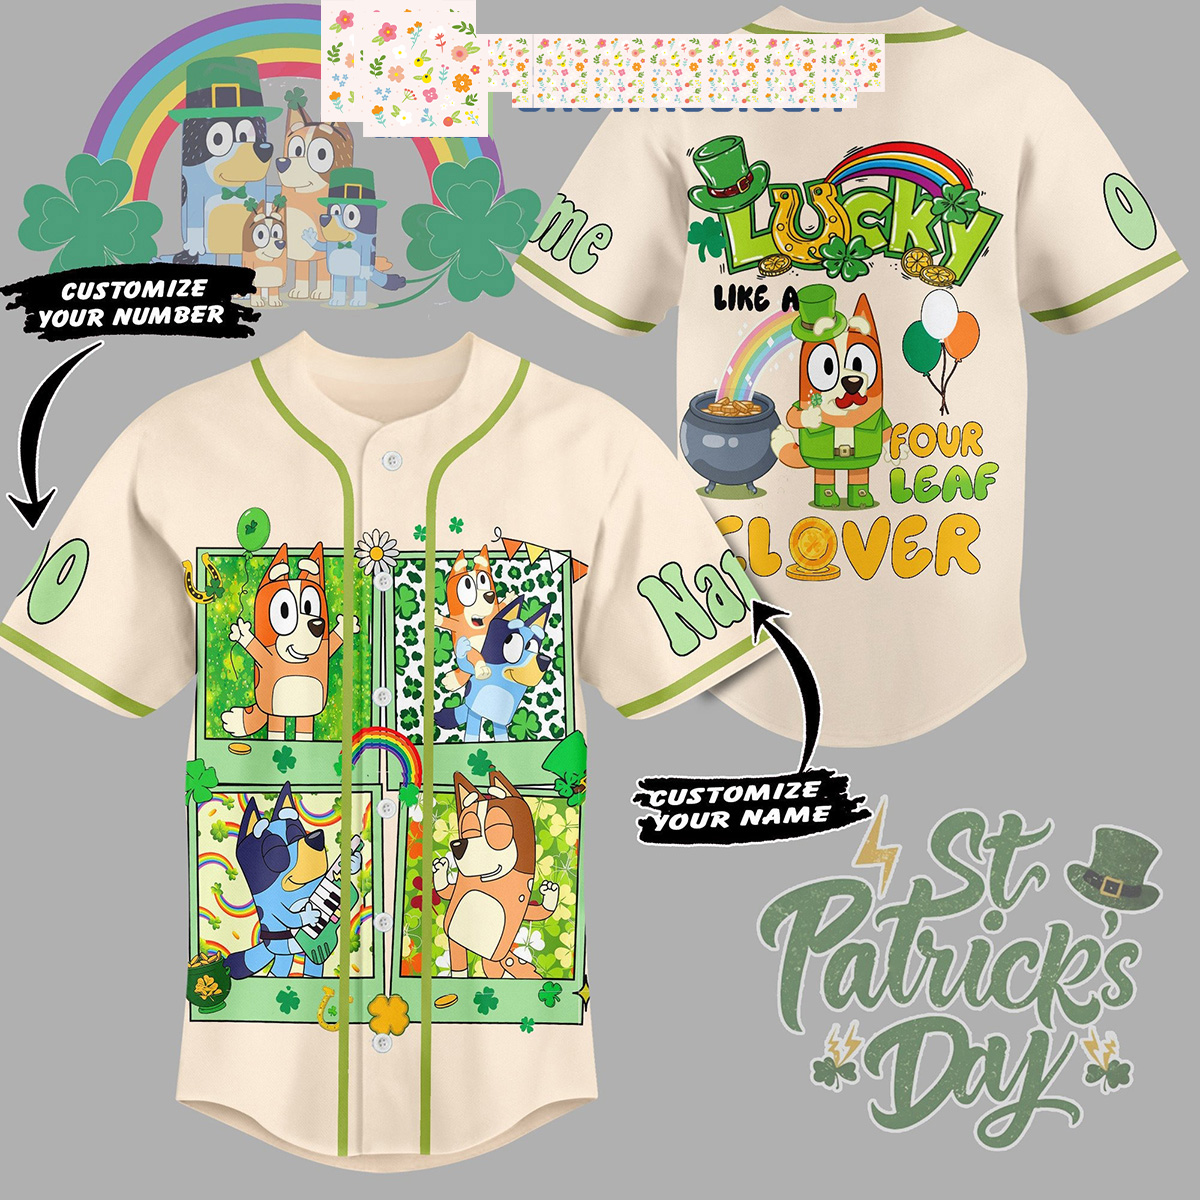 CUSTOMIZE
YOUR NUMBER
LUCKY
LIKE A
FOUR
LEAF
CLOVER
CUSTOMIZE
YOUR NAME
St
Patrick's
Day